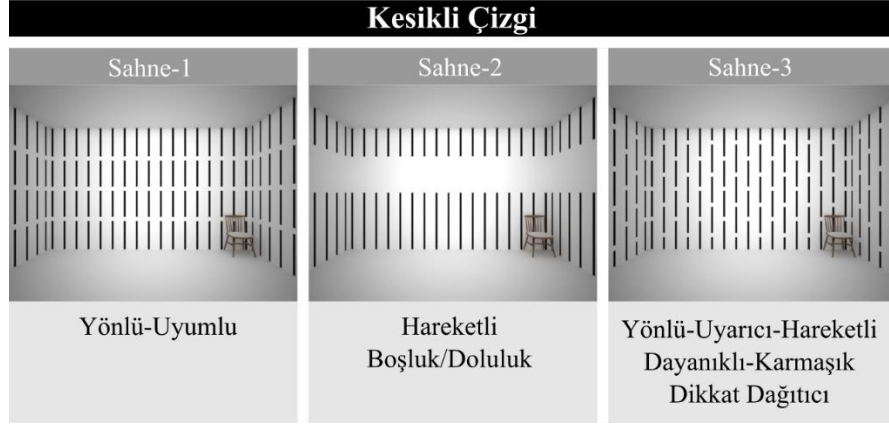 Kesikli Çizgi
Sahne-1
Sahne-2
Sahne-3
Yönlü-Uyumlu
Hareketli
Boşluk/Doluluk
Yönlü-Uyarıcı-Hareketli
Dayanıklı-Karmaşık
Dikkat Dağıtıcı